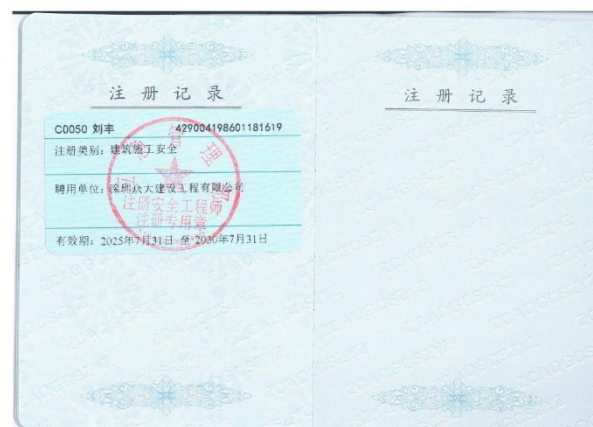 注册记录
C0050 刘丰 429004198601181619
注册类别：建筑施工安全
聘用单位：深圳众大建设工程有限公司
注册安全工程师
注册专用章
有效期：2025年7月31日 至 2030年7月31日
注册记录